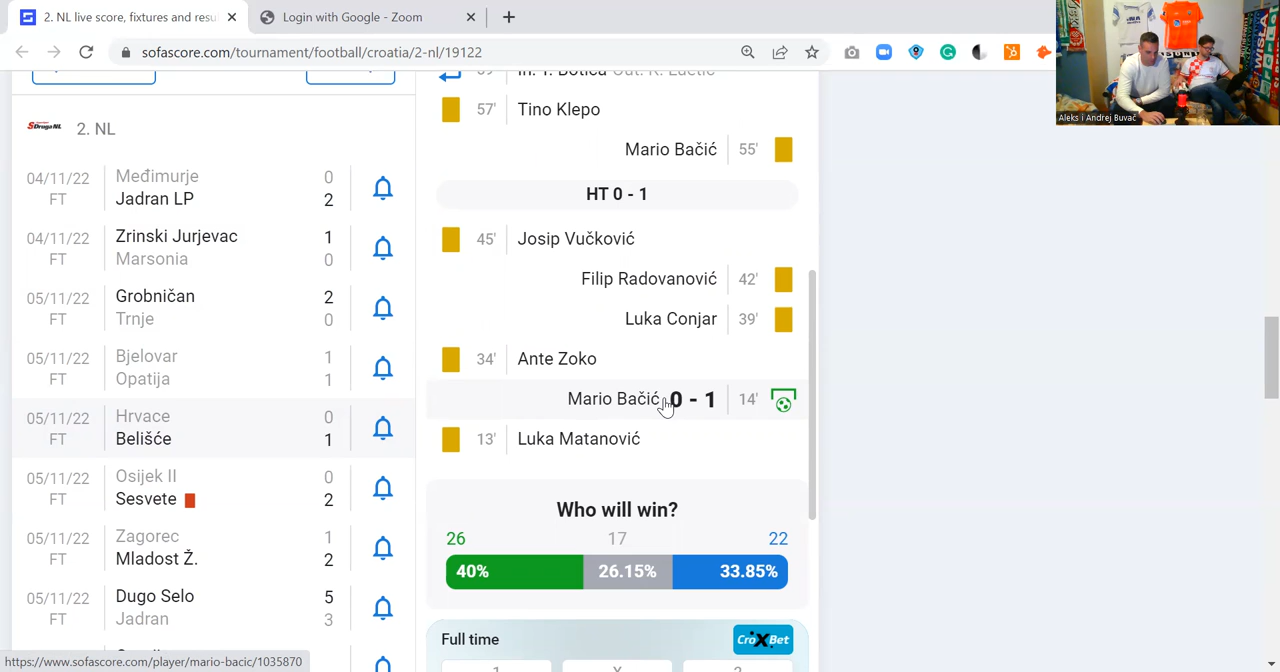 2. NL live score, fixtures and resu
Login with Google - Zoom
sofascore.com/tournament/football/croatia/2-nl/19122
Aleks i Andrej Buvač
2. NL
04/11/22 FT Međimurje 0
Jadran LP 2
04/11/22 FT Zrinski Jurjevac 1
Marsonia 0
05/11/22 FT Grobničan 2
Trnje 0
05/11/22 FT Bjelovar 1
Opatija 1
05/11/22 FT Hrvace 0
Belišće 1
05/11/22 FT Osijek II 0
Sesvete 2
05/11/22 FT Zagorec 1
Mladost Ž. 2
05/11/22 FT Dugo Selo 5
Jadran 3
57' Tino Klepo
Mario Bačić 55'
HT 0 - 1
45' Josip Vučković
Filip Radovanović 42'
Luka Conjar 39'
34' Ante Zoko
Mario Bačić 0 - 1 14'
13' Luka Matanović
Who will win?
26 17 22
40% 26.15% 33.85%
Full time CroXBet
https://www.sofascore.com/player/mario-bacic/1035870